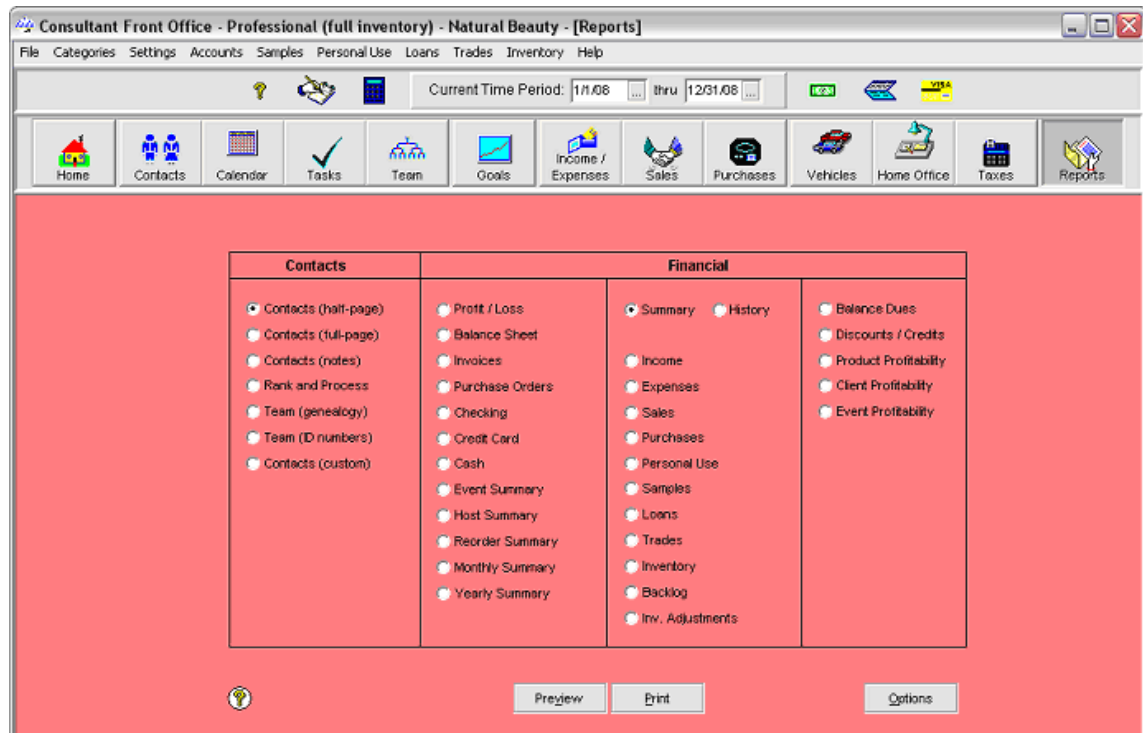 Consultant Front Office - Professional (full inventory) - Natural Beauty - [Reports]
File Categories Settings Accounts Samples Personal Use Loans Trades Inventory Help
Current Time Period: 1/1/08 ... thru 12/31/08 ...
VISA
Home Contacts Calendar Tasks Team Goals Income / Expenses Sales Purchases Vehicles Home Office Taxes Reports
Contacts Financial
Contacts (half-page)
Contacts (full-page)
Contacts (notes)
Rank and Process
Team (genealogy)
Team (ID numbers)
Contacts (custom)
Profit / Loss
Balance Sheet
Invoices
Purchase Orders
Checking
Credit Card
Cash
Event Summary
Host Summary
Reorder Summary
Monthly Summary
Yearly Summary
Summary History
Income
Expenses
Sales
Purchases
Personal Use
Samples
Loans
Trades
Inventory
Backlog
Inv. Adjustments
Balance Dues
Discounts / Credits
Product Profitability
Client Profitability
Event Profitability
Preview Print Options